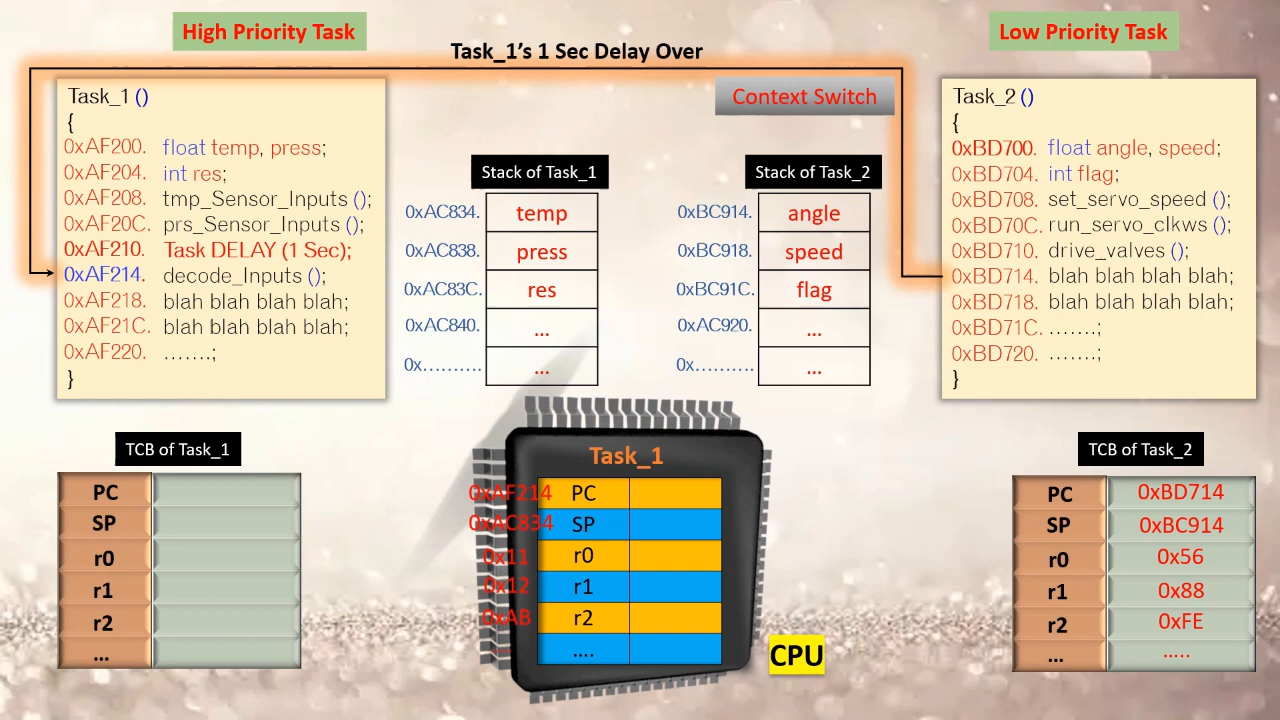 High Priority Task
Low Priority Task
Task_1's 1 Sec Delay Over
Context Switch
Task_1 ()
{
0xAF200. float temp, press;
0xAF204. int res;
0xAF208. tmp_Sensor_Inputs ();
0xAF20C. prs_Sensor_Inputs ();
0xAF210. Task DELAY (1 Sec);
0xAF214. decode_Inputs ();
0xAF218. blah blah blah blah;
0xAF21C. blah blah blah blah;
0xAF220. .......;
}
Stack of Task_1
0xAC834. temp
0xAC838. press
0xAC83C. res
0xAC840. ...
0x.......... ...
Stack of Task_2
0xBC914. angle
0xBC918. speed
0xBC91C. flag
0xAC920. ...
0x.......... ...
Task_2 ()
{
0xBD700. float angle, speed;
0xBD704. int flag;
0xBD708. set_servo_speed ();
0xBD70C. run_servo_clkws ();
0xBD710. drive_valves ();
0xBD714. blah blah blah blah;
0xBD718. blah blah blah blah;
0xBD71C. .......;
0xBD720. .......;
}
TCB of Task_1
PC
SP
r0
r1
r2
...
Task_1
0xAF214 PC
0xAC834 SP
0x11 r0
0x12 r1
0xAB r2
....
CPU
TCB of Task_2
PC 0xBD714
SP 0xBC914
r0 0x56
r1 0x88
r2 0xFE
... .....